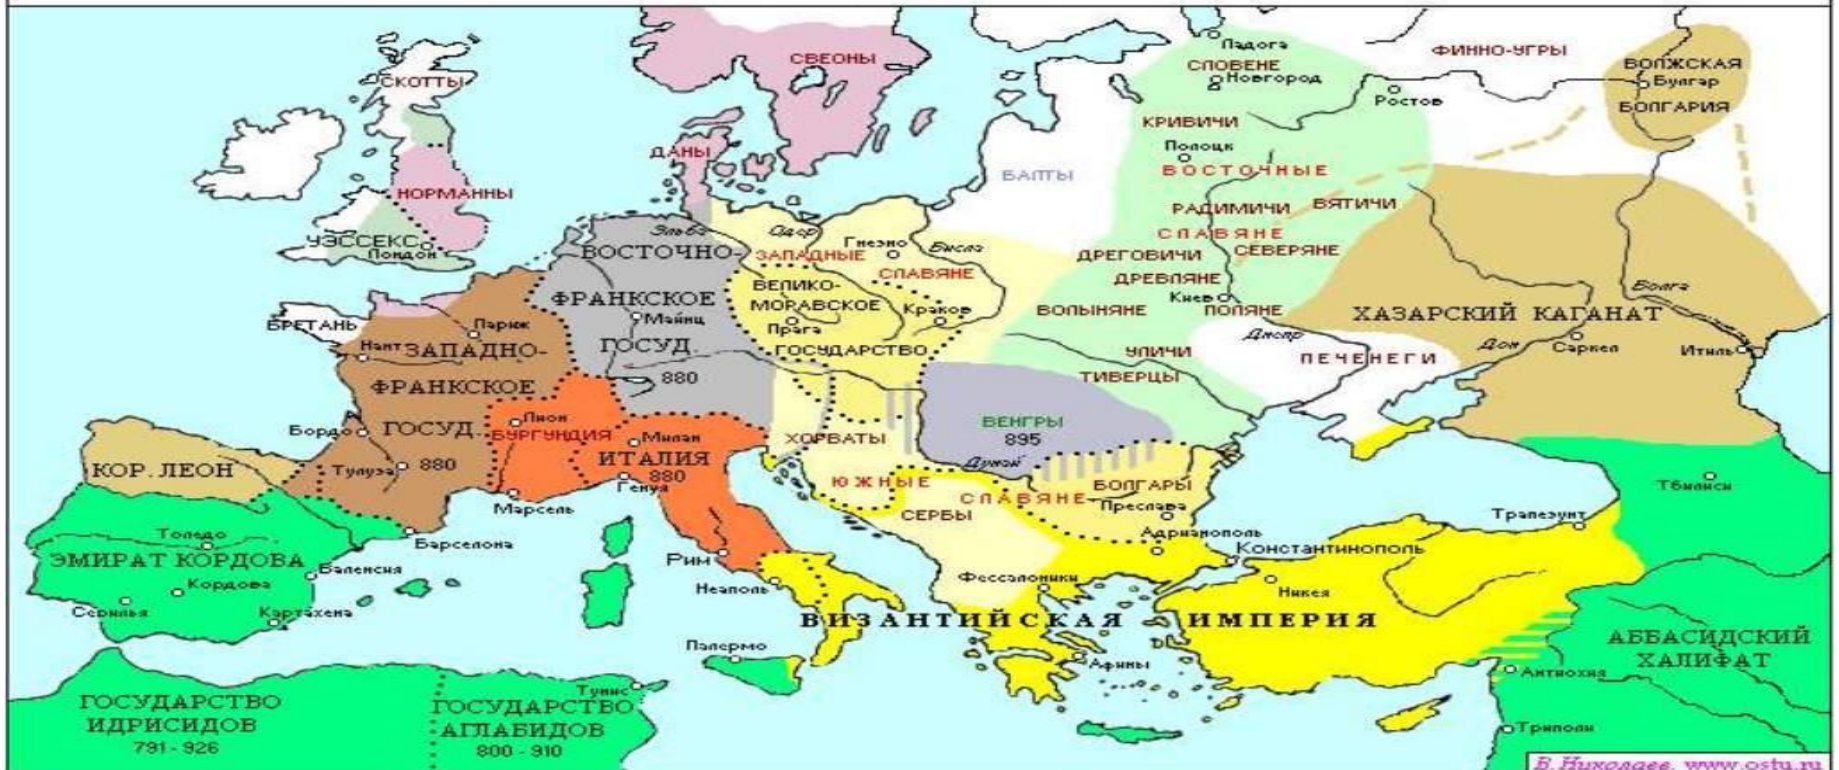 СВЕОНЫ
Ладога
СЛОВЕНЕ
Новгород
ФИННО-УГРЫ
Ростов
ВОЛЖСКАЯ
Булгар
БОЛГАРИЯ
СКОТТЫ
ДАНЫ
НОРМАННЫ
УЭССЕКС
Лондон
БАЛТЫ
КРИВИЧИ
Полоцк
ВОСТОЧНЫЕ
РАДИМИЧИ
ВЯТИЧИ
СЛАВЯНЕ
СЕВЕРЯНЕ
ДРЕГОВИЧИ
ДРЕВЛЯНЕ
Киев
ВОЛЫНЯНЕ
ПОЛЯНЕ
УЛИЧИ
ТИВЕРЦЫ
Днепр
ПЕЧЕНЕГИ
ХАЗАРСКИЙ КАГАНАТ
Волга
Дон
Саркел
Итиль
Эльба
Одер
Гнезно
Висла
ВОСТОЧНО-
ФРАНКСКОЕ
Майнц
ГОСУД.
880
ЗАПАДНЫЕ
СЛАВЯНЕ
ВЕЛИКО-
МОРАВСКОЕ
Краков
Прага
ГОСУДАРСТВО
БРЕТАНЬ
Париж
Нант
ЗАПАДНО-
ФРАНКСКОЕ
Бордо
ГОСУД.
Тулуза
880
Лион
БУРГУНДИЯ
Милан
ИТАЛИЯ
880
Генуя
Марсель
Рим
Неаполь
Палермо
ХОРВАТЫ
ВЕНГРЫ
895
Дунай
ЮЖНЫЕ
СЛАВЯНЕ
СЕРБЫ
БОЛГАРЫ
Преслава
Адрианополь
Константинополь
Фессалоники
Никея
Трапезунт
Тбилиси
ВИЗАНТИЙСКАЯ ИМПЕРИЯ
Афины
АББАСИДСКИЙ
ХАЛИФАТ
Антиохия
Триполи
КОР. ЛЕОН
Толедо
ЭМИРАТ КОРДОВА
Барселона
Валенсия
Кордова
Севилья
Картахена
ГОСУДАРСТВО
ИДРИСИДОВ
791 - 926
Тунис
ГОСУДАРСТВО
АГЛАБИДОВ
800 - 910
В. Николаев, www.ostu.ru